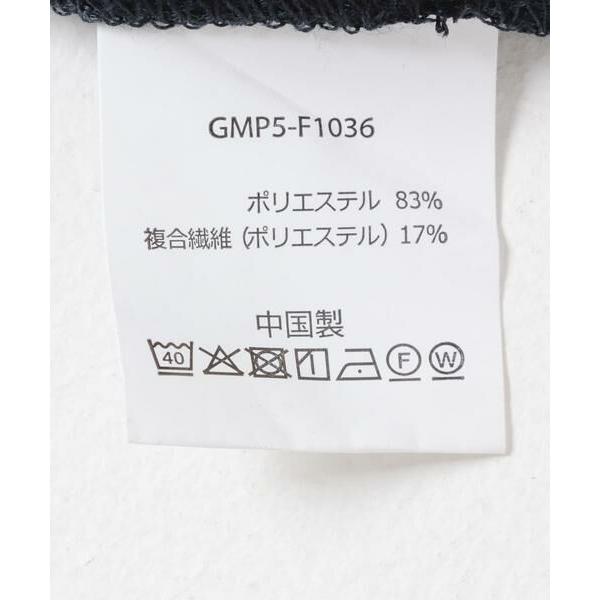 GMP5-F1036
ポリエステル 83%
複合繊維 (ポリエステル) 17%
中国製
40 F W